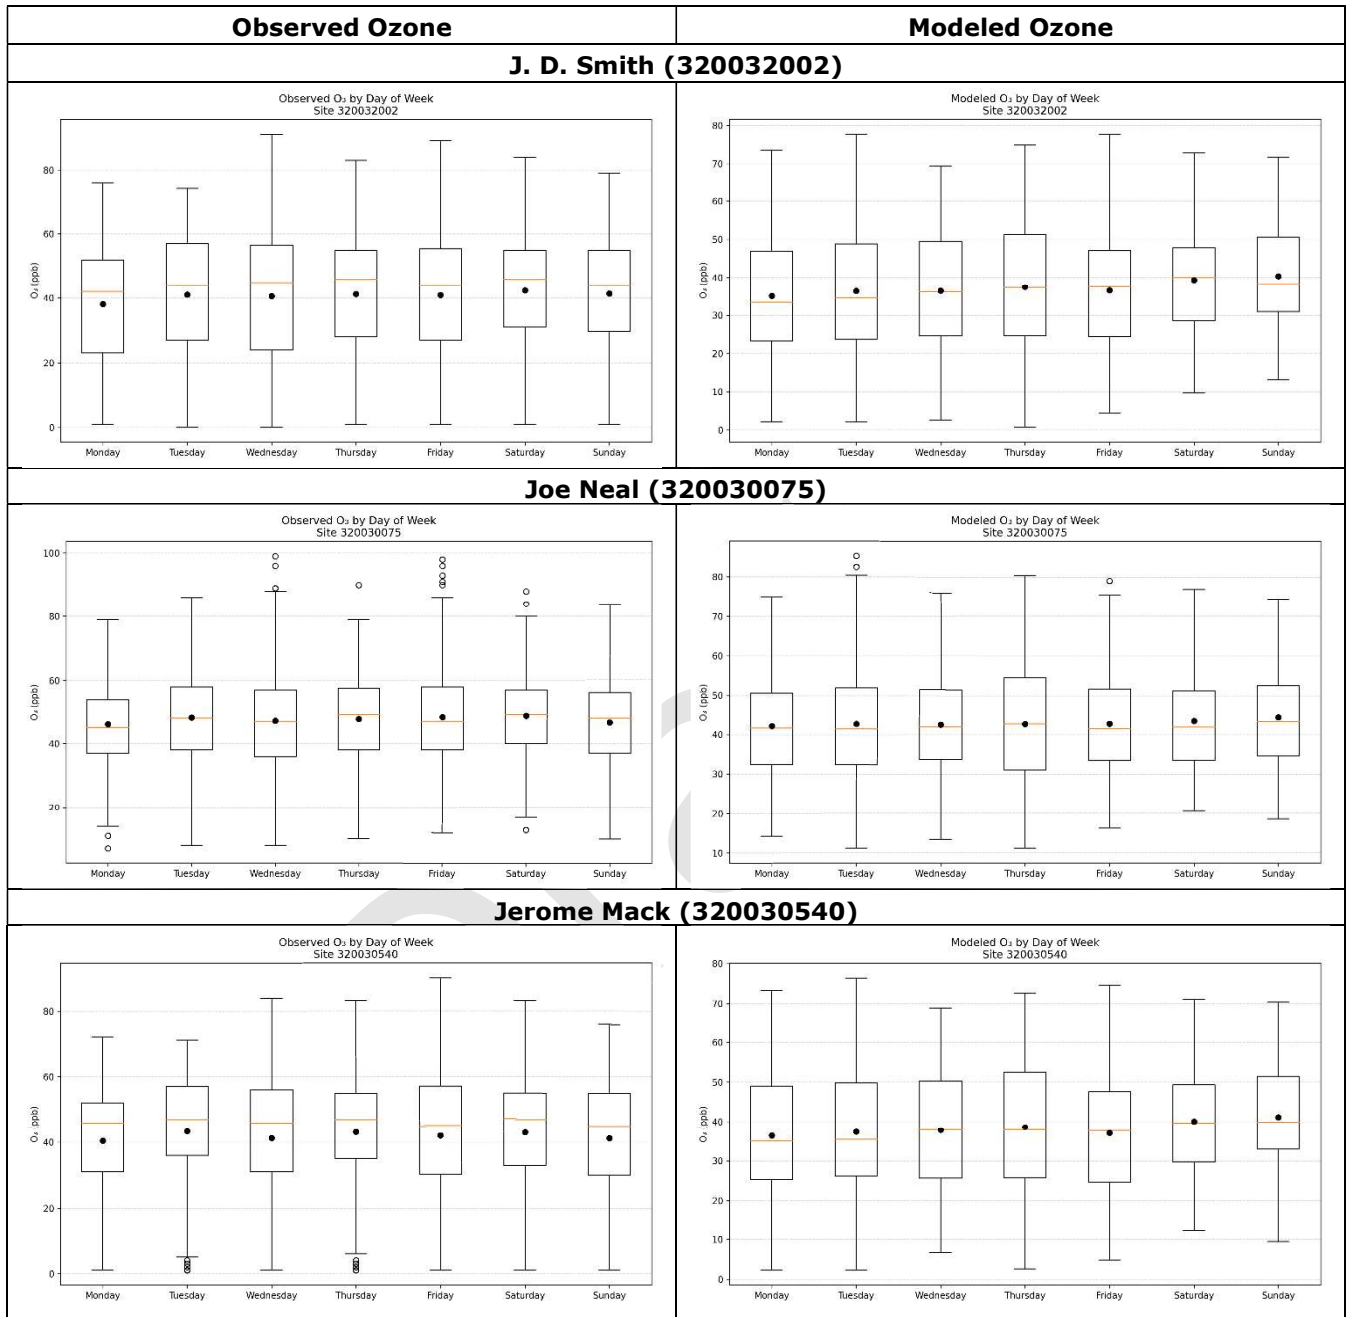 Observed Ozone
Modeled Ozone
J. D. Smith (320032002)
Observed O₃ by Day of Week
Site 320032002
80
60
40
20
0
O₃ (ppb)
Monday Tuesday Wednesday Thursday Friday Saturday Sunday
Modeled O₃ by Day of Week
Site 320032002
80
70
60
50
40
30
20
10
0
O₃ (ppb)
Monday Tuesday Wednesday Thursday Friday Saturday Sunday
Joe Neal (320030075)
Observed O₃ by Day of Week
Site 320030075
100
80
60
40
20
O₃ (ppb)
Monday Tuesday Wednesday Thursday Friday Saturday Sunday
Modeled O₃ by Day of Week
Site 320030075
80
70
60
50
40
30
20
10
O₃ (ppb)
Monday Tuesday Wednesday Thursday Friday Saturday Sunday
Jerome Mack (320030540)
Observed O₃ by Day of Week
Site 320030540
80
60
40
20
0
O₃ (ppb)
Monday Tuesday Wednesday Thursday Friday Saturday Sunday
Modeled O₃ by Day of Week
Site 320030540
80
70
60
50
40
30
20
10
0
O₃ (ppb)
Monday Tuesday Wednesday Thursday Friday Saturday Sunday